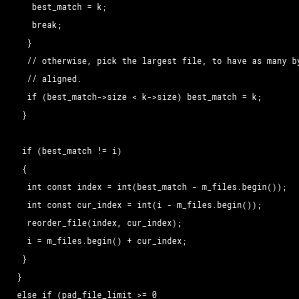 best_match = k;
break;
}
// otherwise, pick the largest file, to have as many by
// aligned.
if (best_match->size < k->size) best_match = k;
}
if (best_match != i)
{
int const index = int(best_match - m_files.begin());
int const cur_index = int(i - m_files.begin());
reorder_file(index, cur_index);
i = m_files.begin() + cur_index;
}
}
else if (pad_file_limit >= 0